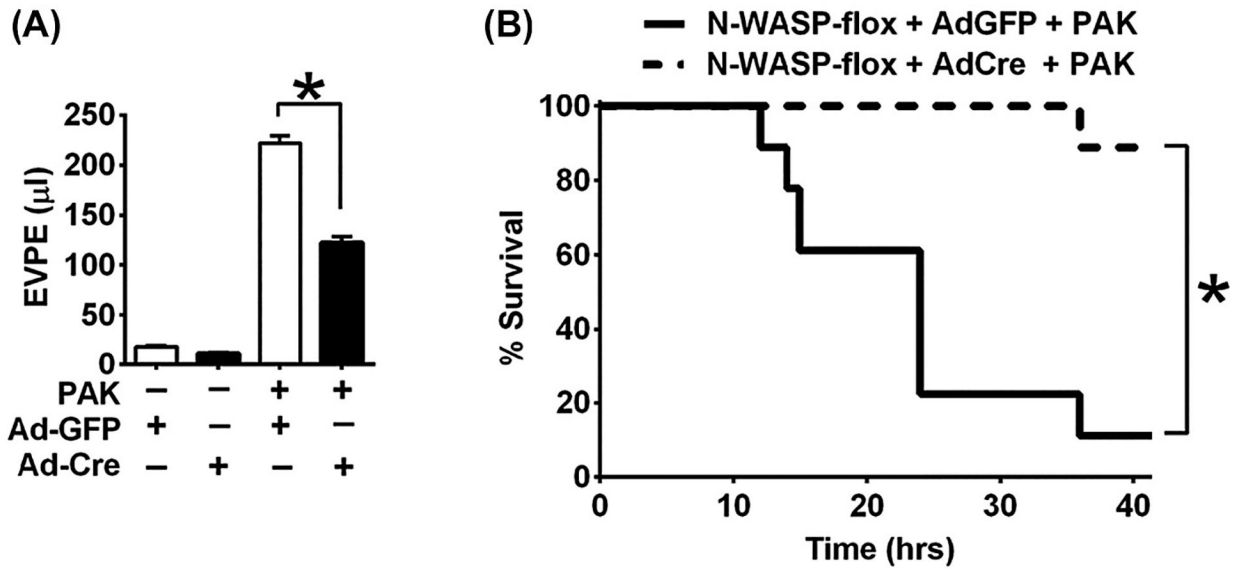 (A)
EVPE (µl)
250
200
150
100
50
0
*
PAK – – + +
Ad-GFP + – + –
Ad-Cre – + – +
(B)
N-WASP-flox + AdGFP + PAK
N-WASP-flox + AdCre + PAK
% Survival
100
80
60
40
20
0
0 10 20 30 40
Time (hrs)
*